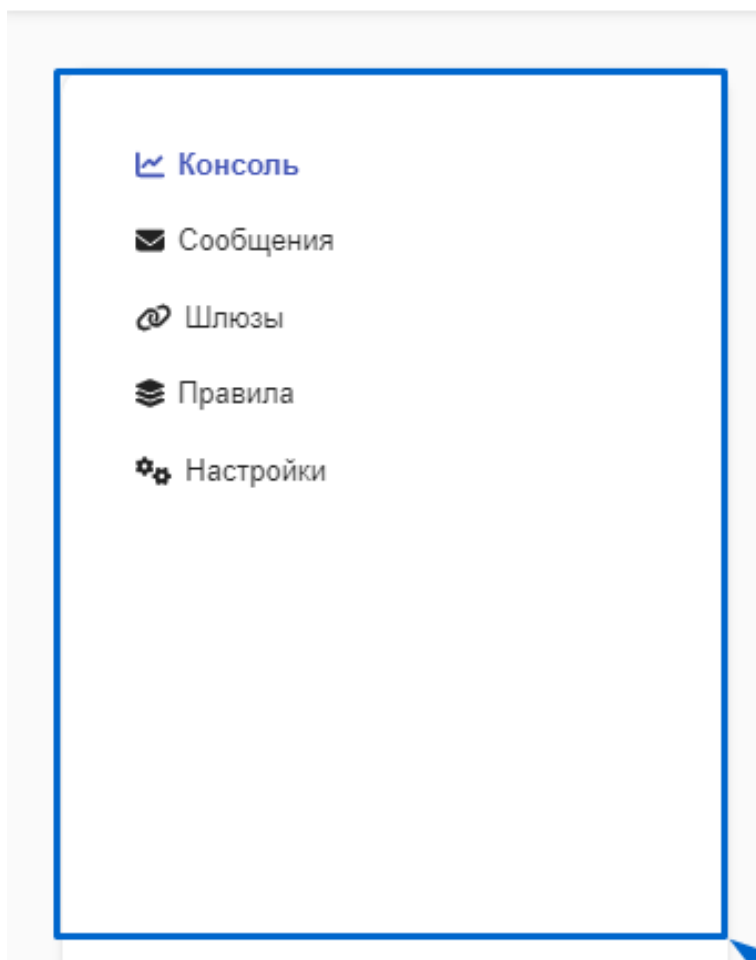 Консоль
Сообщения
Шлюзы
Правила
Настройки